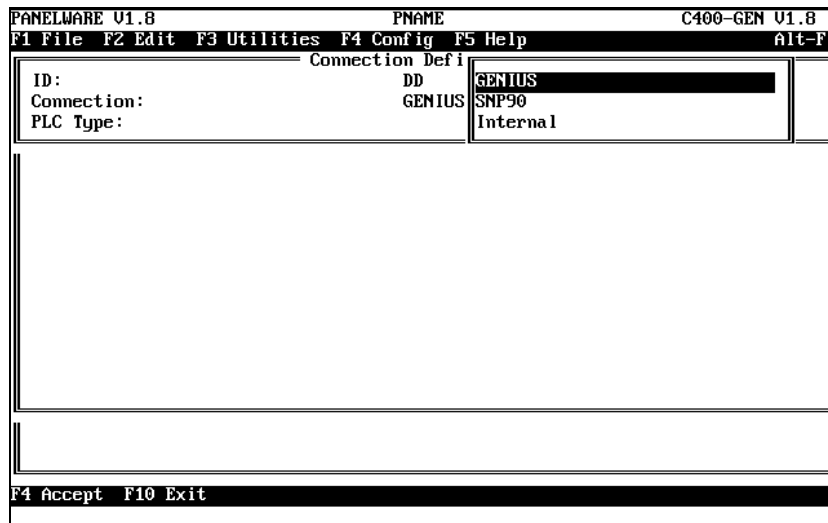 PANELWARE V1.8 PNAME C400-GEN V1.8
F1 File F2 Edit F3 Utilities F4 Config F5 Help Alt-F
Connection Defi
ID: DD GENIUS
Connection: GENIUS SNP90
PLC Type: Internal
F4 Accept F10 Exit